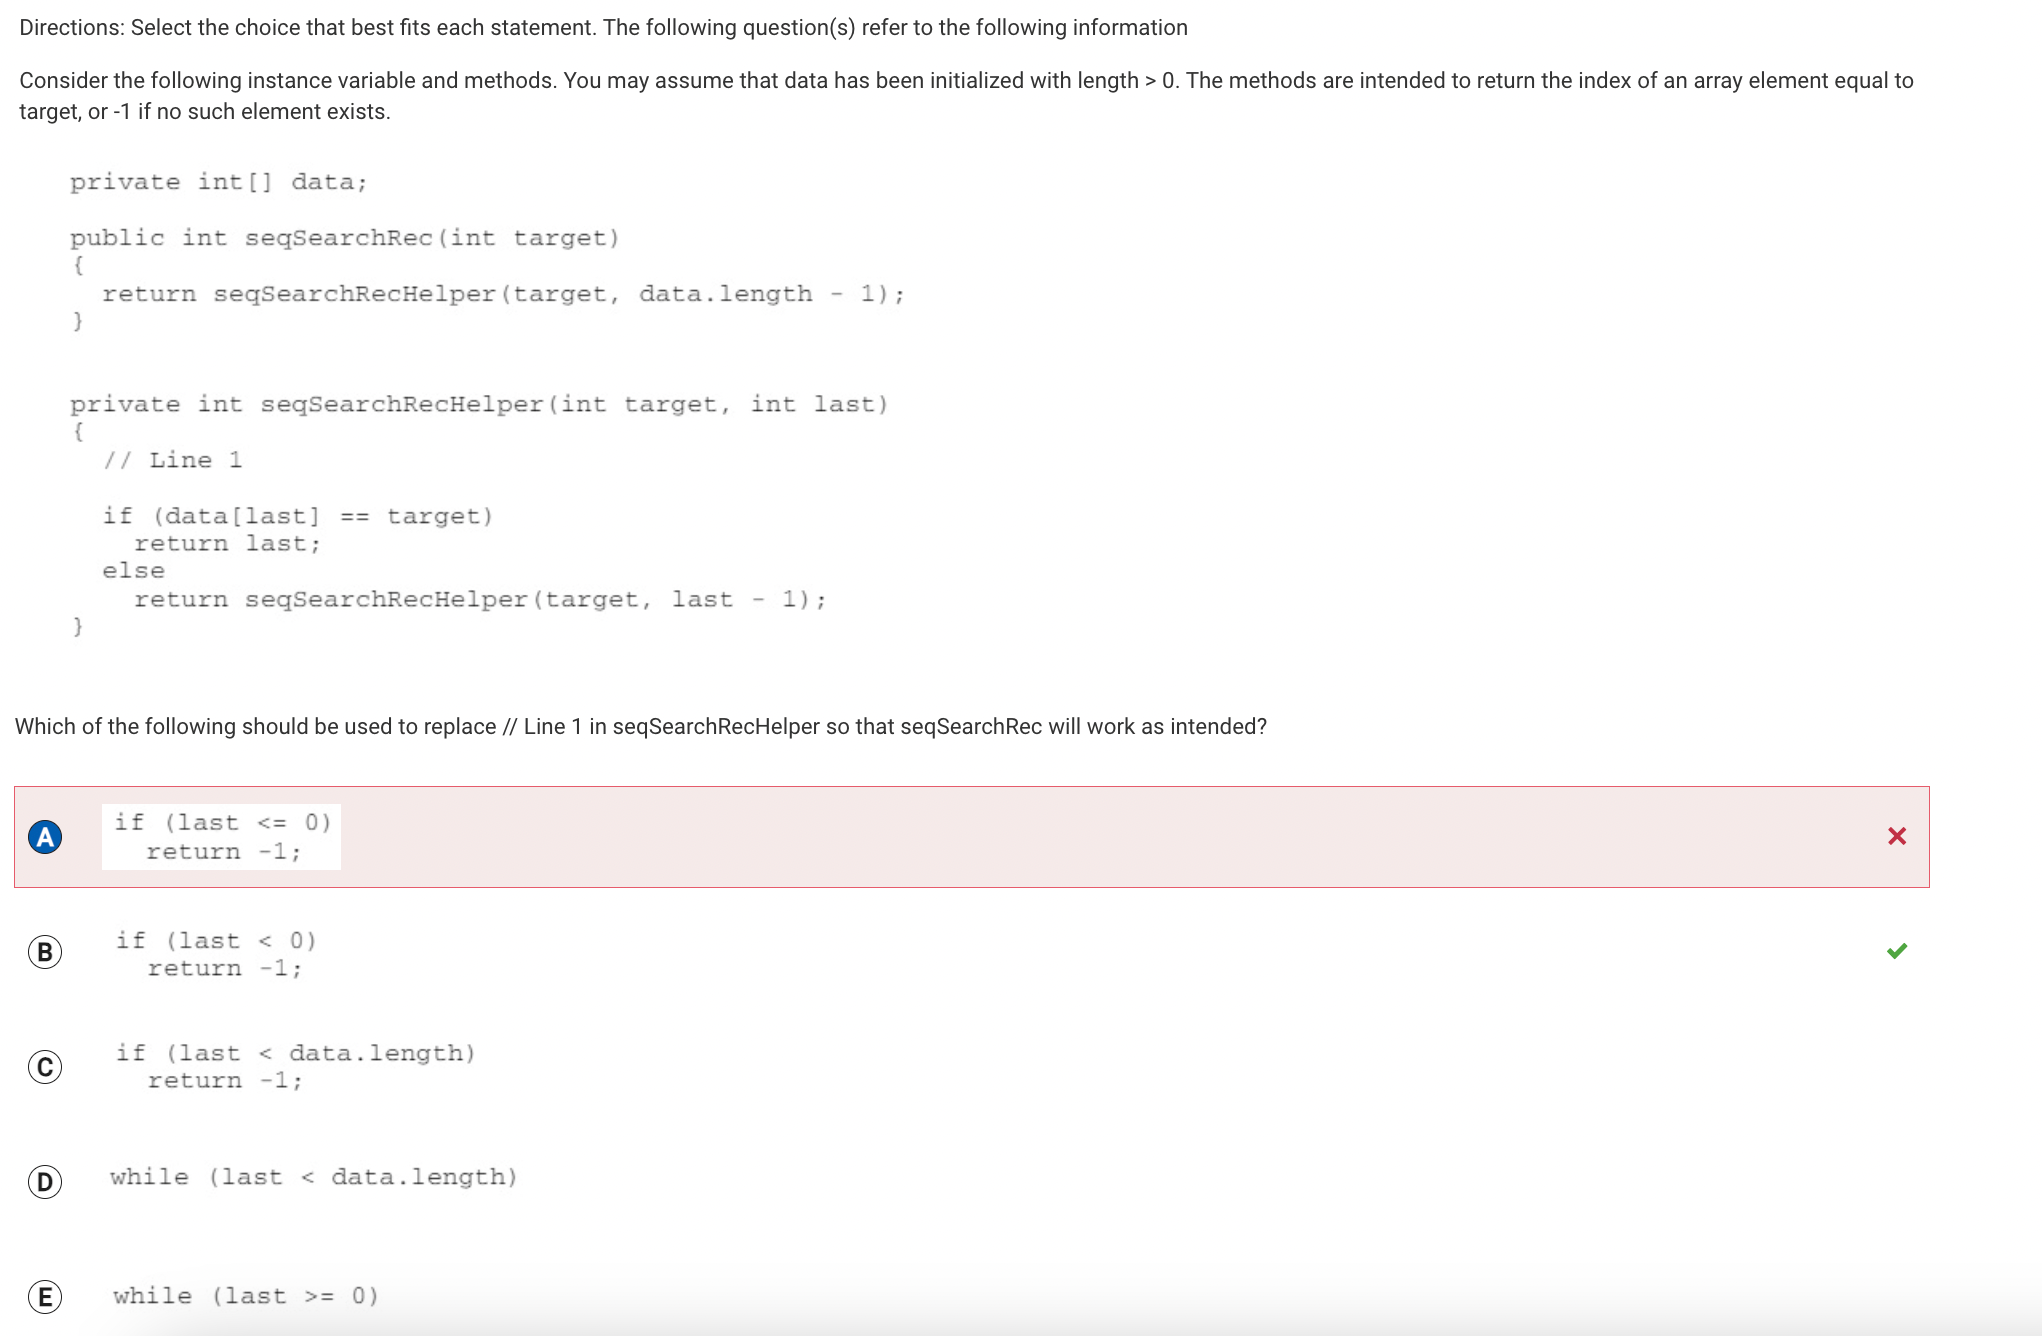 Directions: Select the choice that best fits each statement. The following question(s) refer to the following information
Consider the following instance variable and methods. You may assume that data has been initialized with length > 0. The methods are intended to return the index of an array element equal to
target, or -1 if no such element exists.
private int[] data;
public int seqSearchRec(int target)
{
return seqSearchRecHelper(target, data.length - 1);
}
private int seqSearchRecHelper(int target, int last)
{
// Line 1
if (data[last] == target)
return last;
else
return seqSearchRecHelper(target, last - 1);
}
Which of the following should be used to replace // Line 1 in seqSearchRecHelper so that seqSearchRec will work as intended?
A
if (last <= 0)
return -1;
B
if (last < 0)
return -1;
C
if (last < data.length)
return -1;
D
while (last < data.length)
E
while (last >= 0)